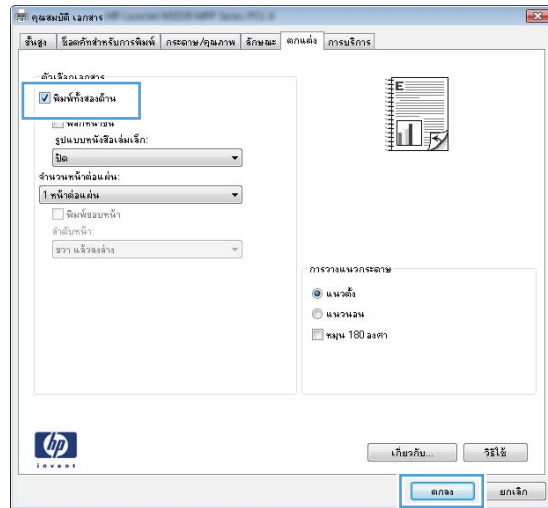 คุณสมบัติ เอกสาร
ขั้นสูง ช็อตคัทสำหรับการพิมพ์ กระดาษ/คุณภาพ ลักษณะ ตกแต่ง การบริการ
ตัวเลือกเอกสาร
พิมพ์ทั้งสองด้าน
พลิกหน้าขึ้น
รูปแบบหนังสือเล่มเล็ก:
ปิด
จำนวนหน้าต่อแผ่น:
1 หน้าต่อแผ่น
พิมพ์ขอบหน้า
ลำดับหน้า:
ขวา แล้วลงล่าง
E
การวางแนวกระดาษ
แนวตั้ง
แนวนอน
หมุน 180 องศา
hp
invent
เกี่ยวกับ... วิธีใช้
ตกลง ยกเลิก